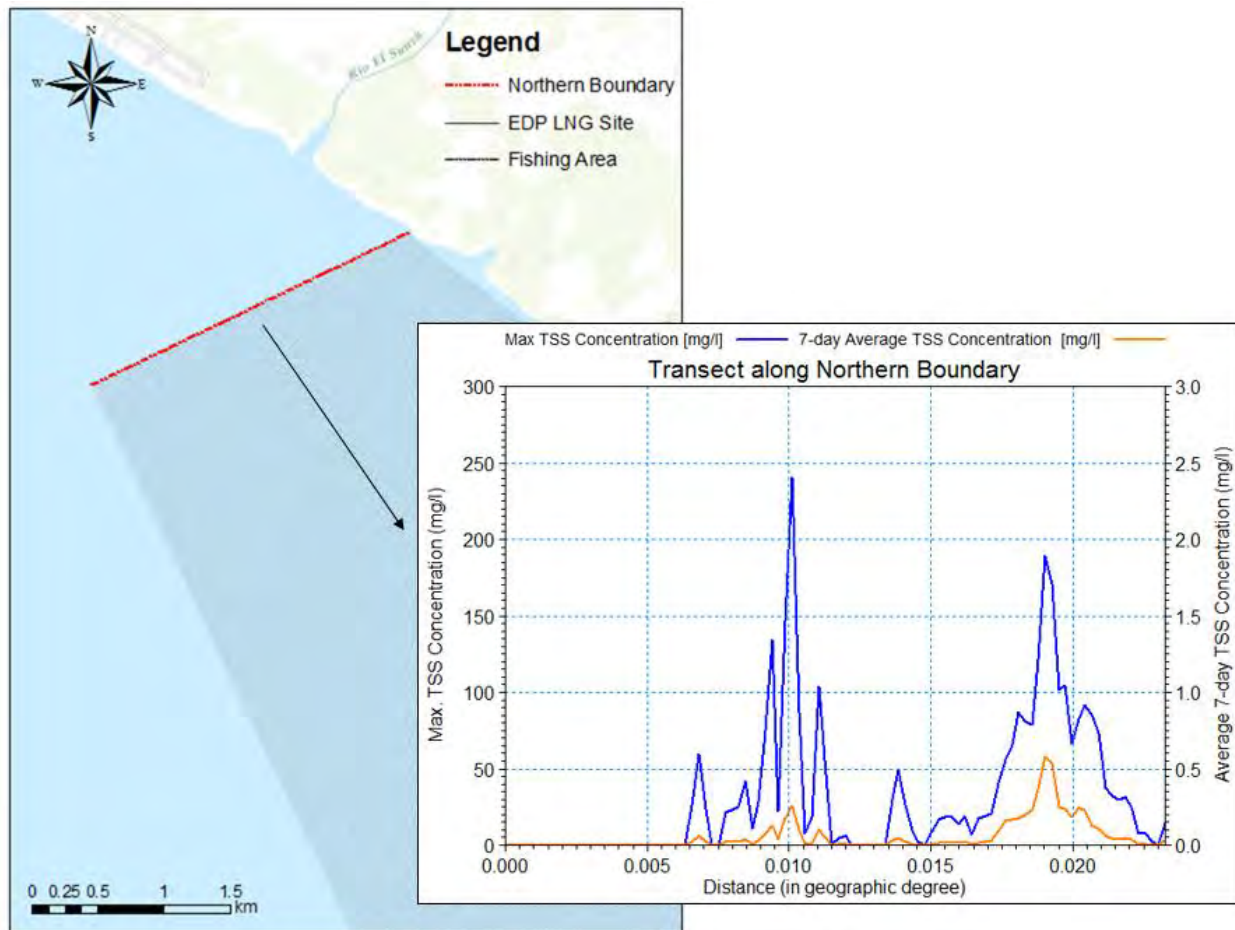 N
W
E
S
Rio El Sunza
Legend
Northern Boundary
EDP LNG Site
Fishing Area
0 0.25 0.5 1 1.5
km
Max TSS Concentration [mg/l] 7-day Average TSS Concentration [mg/l]
Transect along Northern Boundary
Max. TSS Concentration (mg/l)
300
250
200
150
100
50
0
3.0
2.5
2.0
1.5
1.0
0.5
0.0
Average 7-day TSS Concentration (mg/l)
0.000 0.005 0.010 0.015 0.020
Distance (in geographic degree)